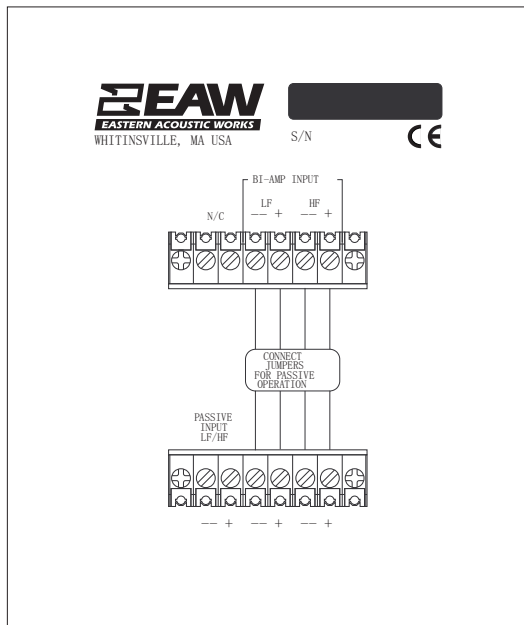 EAW
EASTERN ACOUSTIC WORKS
WHITINSVILLE, MA USA
S/N
CE
BI-AMP INPUT
LF HF
N/C -- + -- +
CONNECT
JUMPERS
FOR PASSIVE
OPERATION
PASSIVE
INPUT
LF/HF
-- + -- + -- +